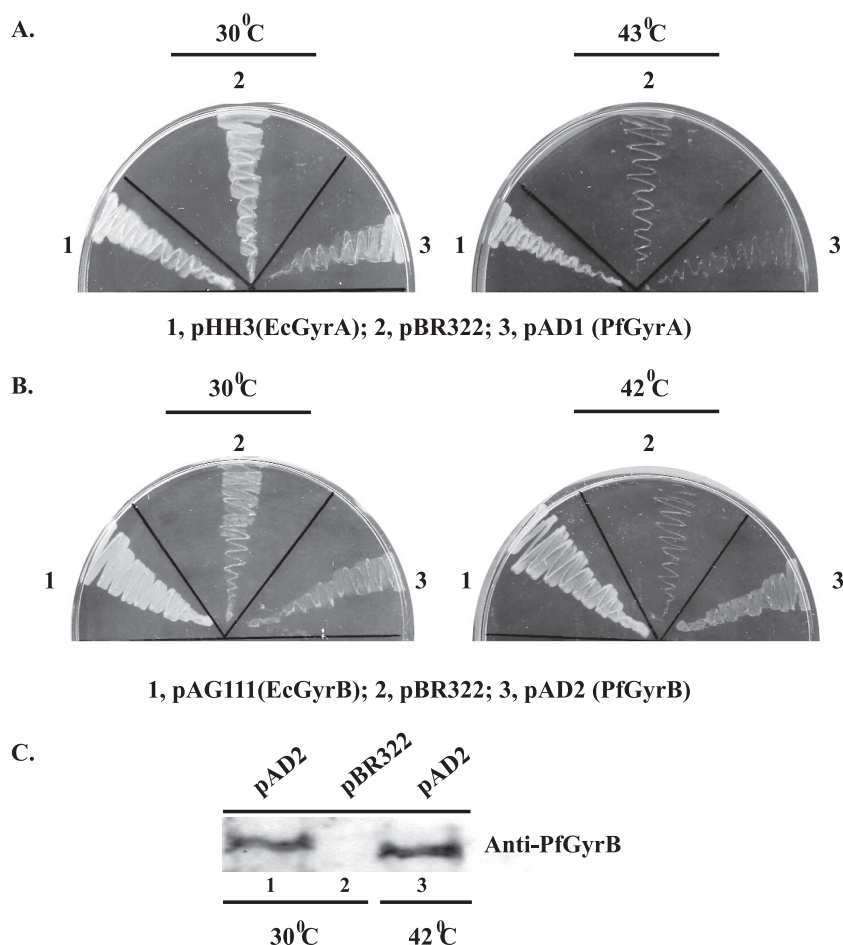 A.
30⁰C 43⁰C
2 2
1 3 1 3
1, pHH3(EcGyrA); 2, pBR322; 3, pAD1 (PfGyrA)
B.
30⁰C 42⁰C
2 2
1 3 1 3
1, pAG111(EcGyrB); 2, pBR322; 3, pAD2 (PfGyrB)
C.
pAD2 pBR322 pAD2
Anti-PfGyrB
1 2 3
30⁰C 42⁰C